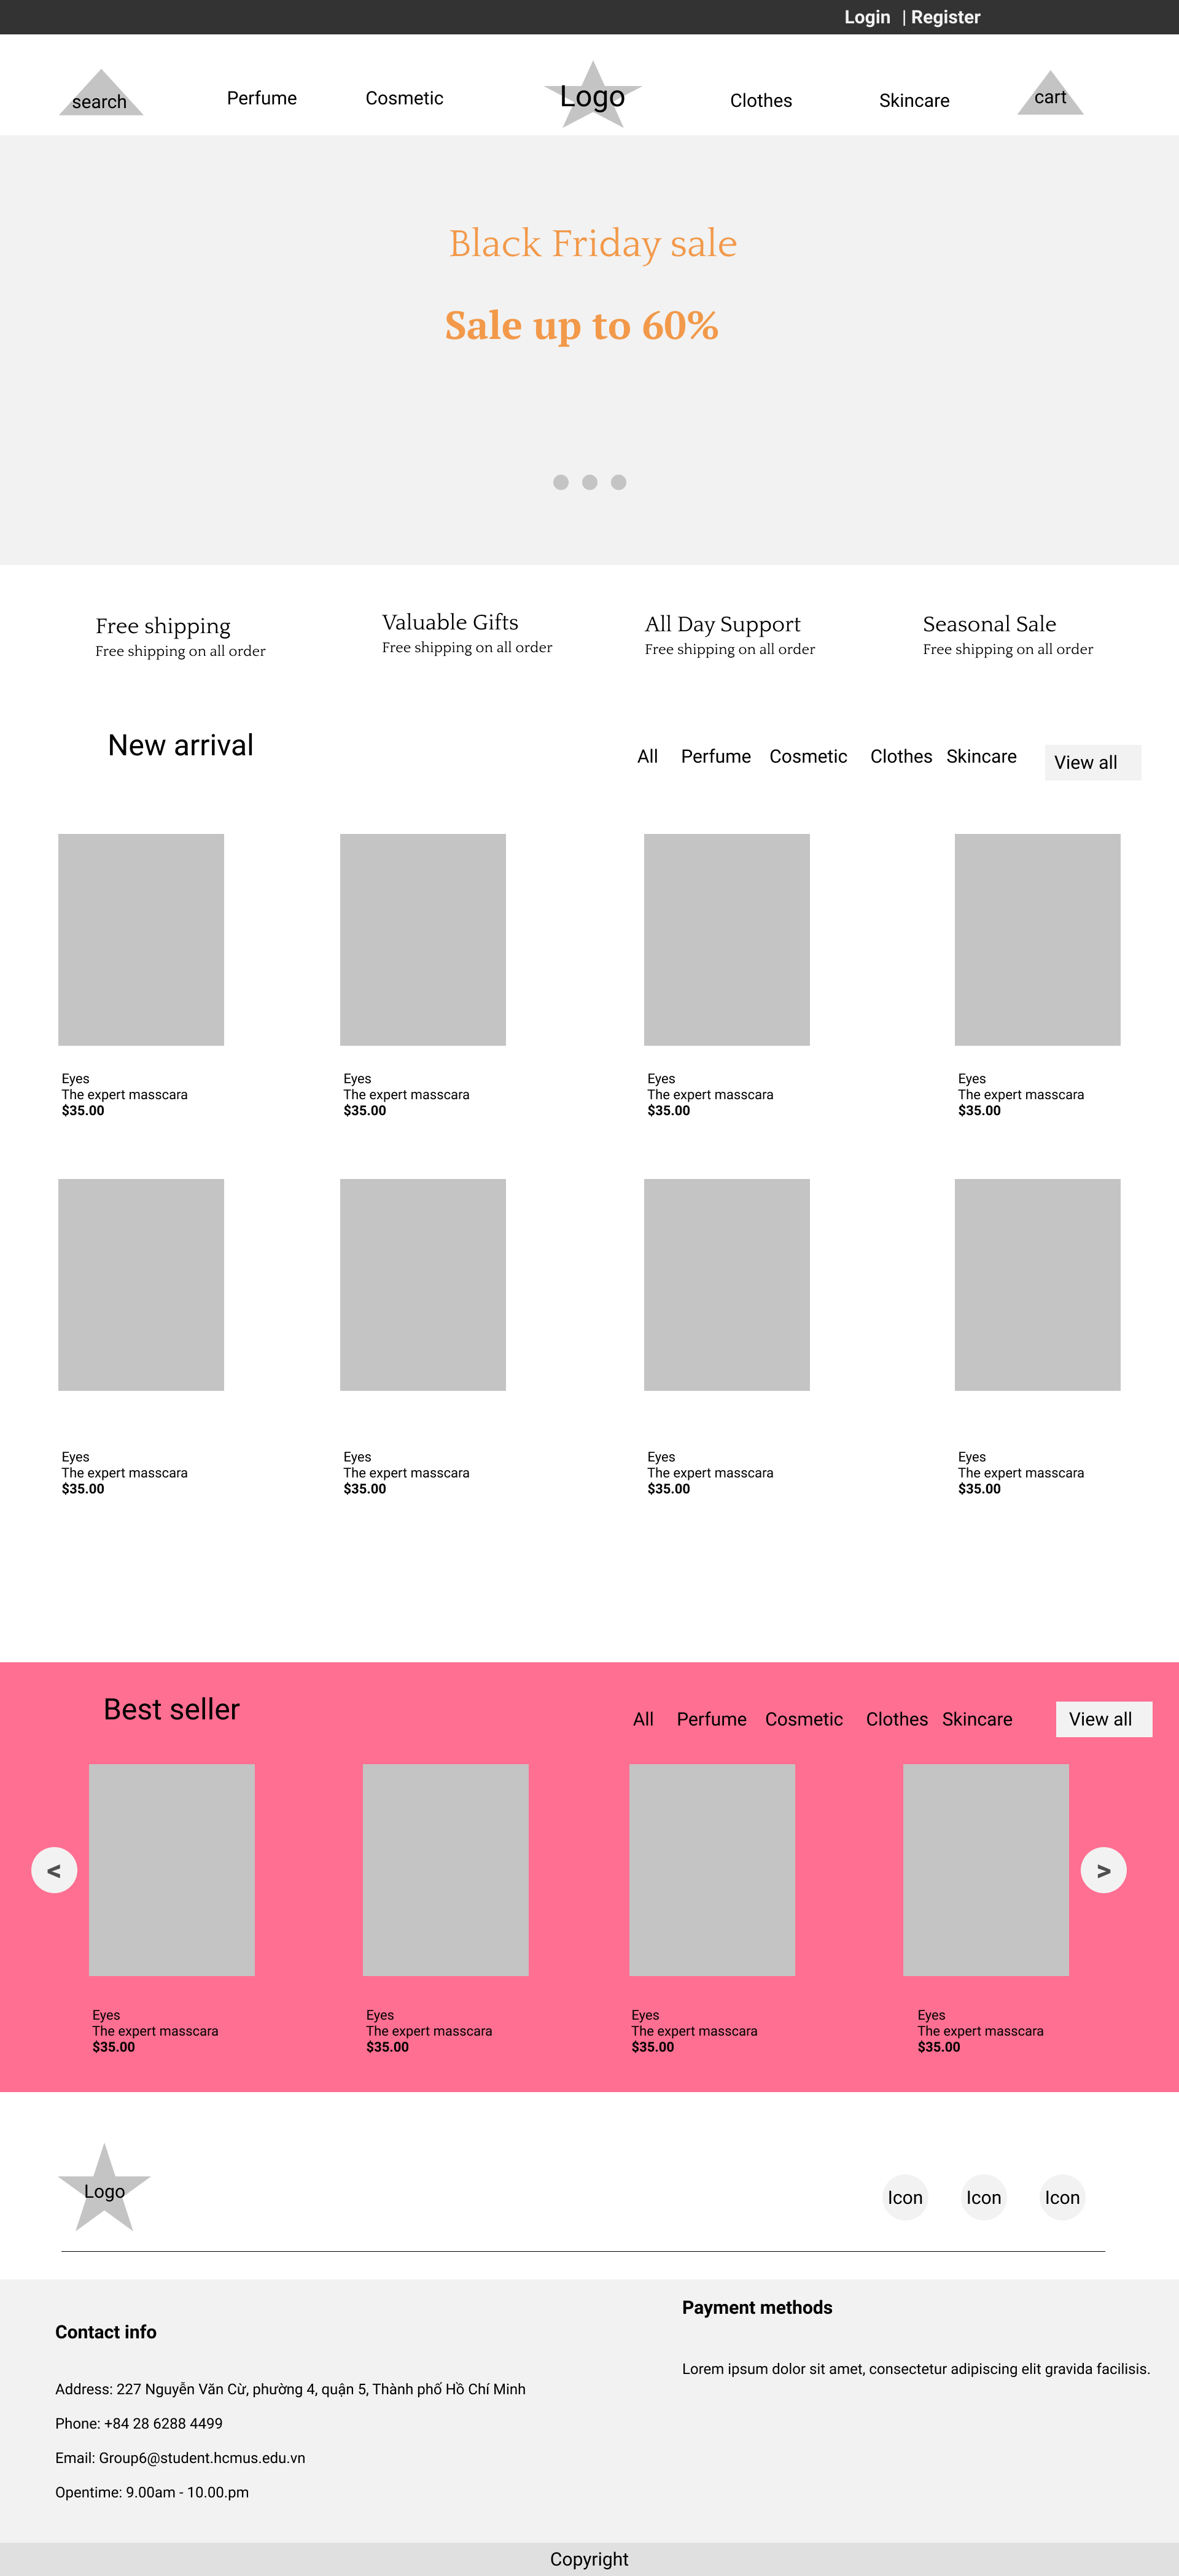 Login | Register
search
Perfume
Cosmetic
Logo
Clothes
Skincare
cart
Black Friday sale
Sale up to 60%
Free shipping
Free shipping on all order
Valuable Gifts
Free shipping on all order
All Day Support
Free shipping on all order
Seasonal Sale
Free shipping on all order
New arrival
All
Perfume
Cosmetic
Clothes
Skincare
View all
Eyes
The expert masscara
$35.00
Eyes
The expert masscara
$35.00
Eyes
The expert masscara
$35.00
Eyes
The expert masscara
$35.00
Eyes
The expert masscara
$35.00
Eyes
The expert masscara
$35.00
Eyes
The expert masscara
$35.00
Eyes
The expert masscara
$35.00
Best seller
All
Perfume
Cosmetic
Clothes
Skincare
View all
<
>
Eyes
The expert masscara
$35.00
Eyes
The expert masscara
$35.00
Eyes
The expert masscara
$35.00
Eyes
The expert masscara
$35.00
Logo
Icon
Icon
Icon
Contact info
Address: 227 Nguyễn Văn Cừ, phường 4, quận 5, Thành phố Hồ Chí Minh
Phone: +84 28 6288 4499
Email: Group6@student.hcmus.edu.vn
Opentime: 9.00am - 10.00.pm
Payment methods
Lorem ipsum dolor sit amet, consectetur adipiscing elit gravida facilisis.
Copyright